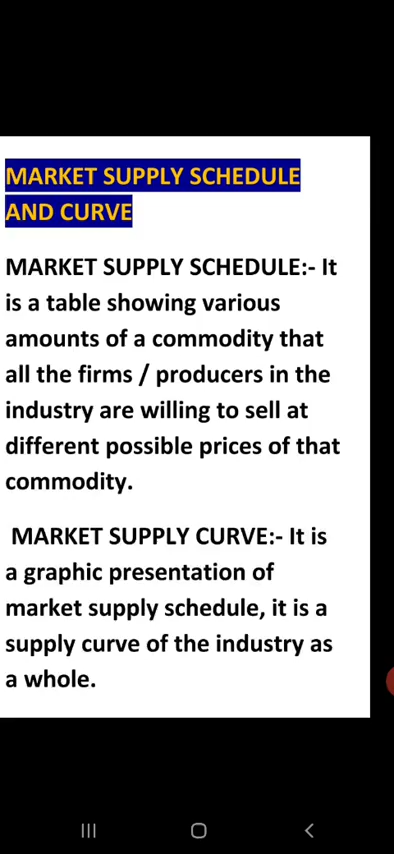 MARKET SUPPLY SCHEDULE
AND CURVE
MARKET SUPPLY SCHEDULE:- It
is a table showing various
amounts of a commodity that
all the firms / producers in the
industry are willing to sell at
different possible prices of that
commodity.
MARKET SUPPLY CURVE:- It is
a graphic presentation of
market supply schedule, it is a
supply curve of the industry as
a whole.